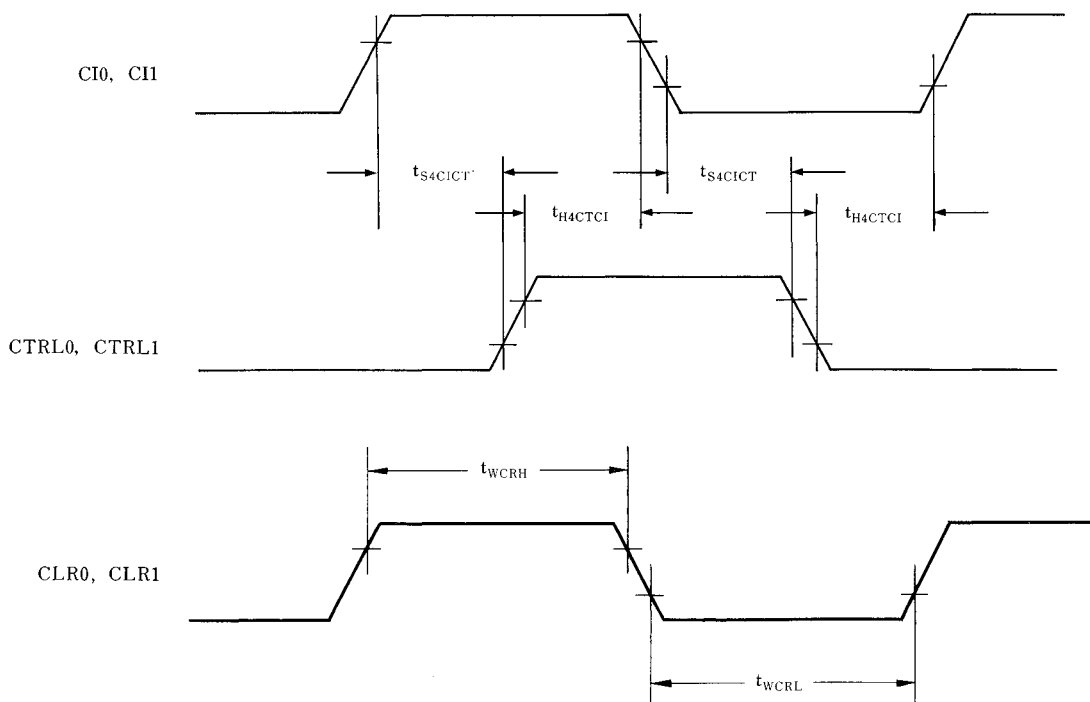 CI0, CI1
tS4CICT
tS4CICT
tH4CTCI
tH4CTCI
CTRL0, CTRL1
tWCRH
CLR0, CLR1
tWCRL